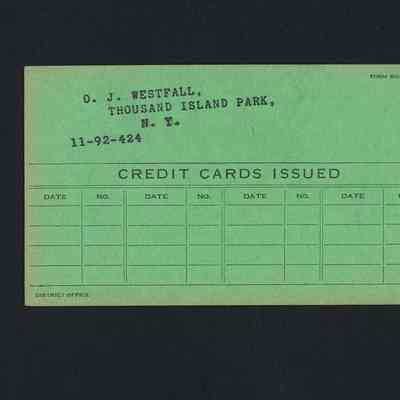 FORM
O. J. WESTFALL,
THOUSAND ISLAND PARK,
N. Y.
11-92-424
CREDIT CARDS ISSUED
DATE NO. DATE NO. DATE NO. DATE
DISTRICT OFFICE